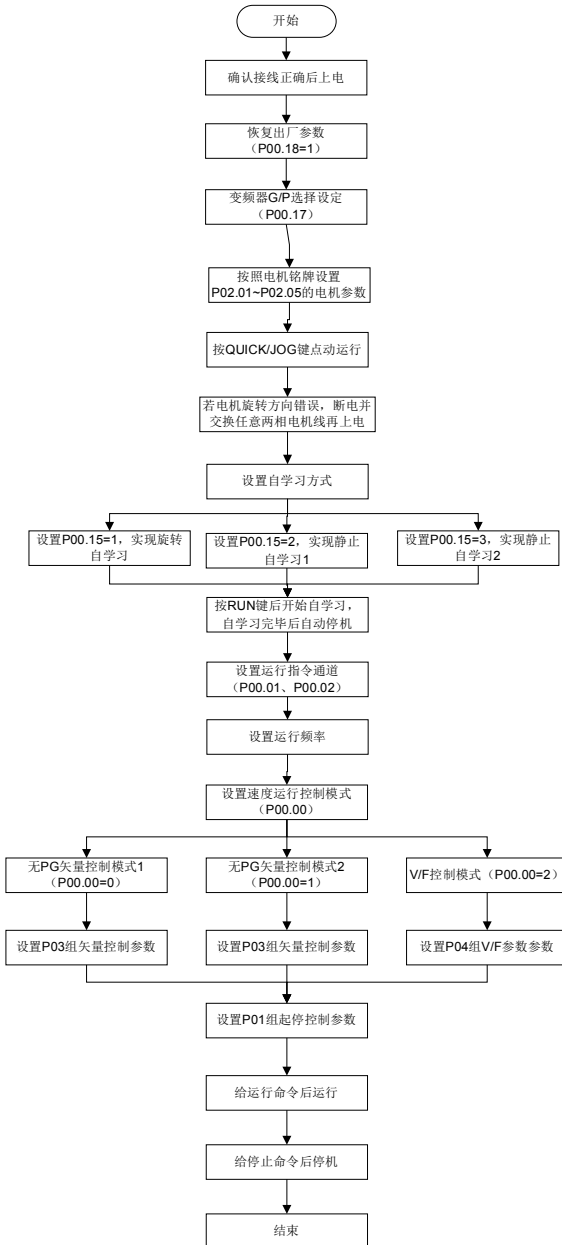 开始
确认接线正确后上电
恢复出厂参数
（P00.18=1）
变频器G/P选择设定
（P00.17）
按照电机铭牌设置
P02.01~P02.05的电机参数
按QUICK/JOG键点动运行
若电机旋转方向错误，断电并
交换任意两相电机线再上电
设置自学习方式
设置P00.15=1，实现旋转
自学习
设置P00.15=2，实现静止
自学习1
设置P00.15=3，实现静止
自学习2
按RUN键后开始自学习，
自学习完毕后自动停机
设置运行指令通道
（P00.01、P00.02）
设置运行频率
设置速度运行控制模式
（P00.00）
无PG矢量控制模式1
（P00.00=0）
无PG矢量控制模式2
（P00.00=1）
V/F控制模式（P00.00=2）
设置P03组矢量控制参数
设置P03组矢量控制参数
设置P04组V/F参数参数
设置P01组起停控制参数
给运行命令后运行
给停止命令后停机
结束